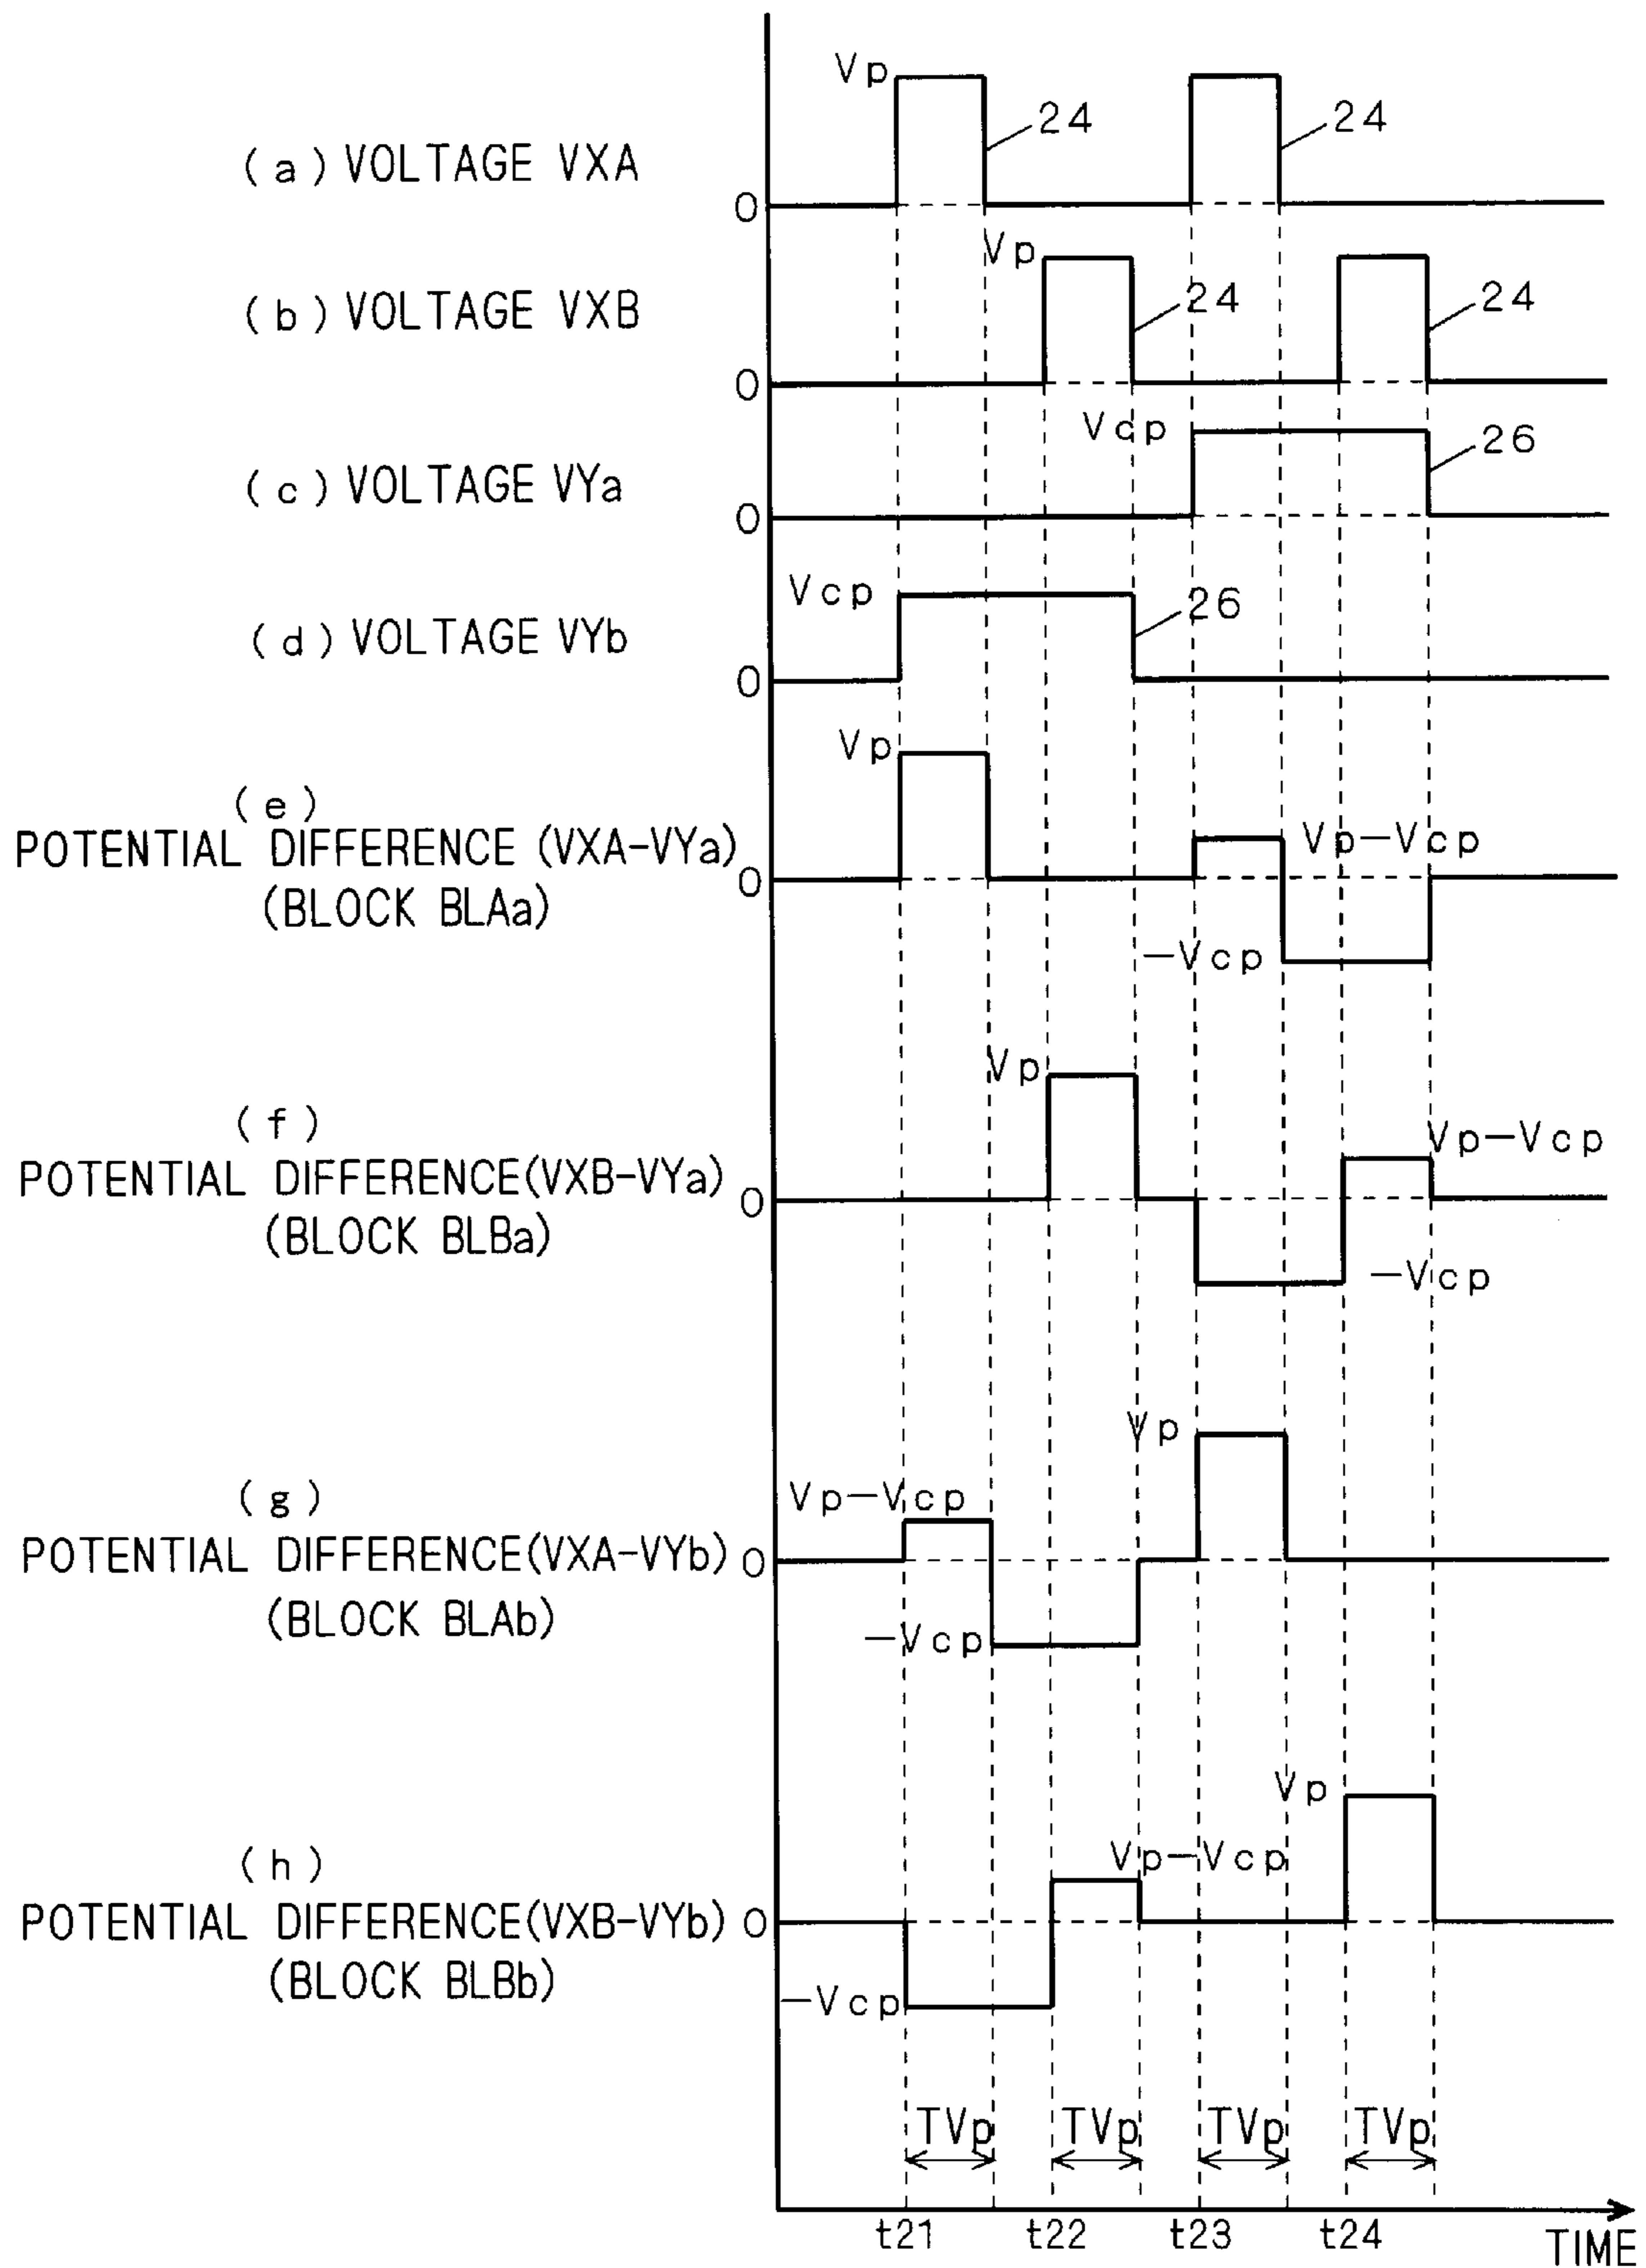 Vp
24
24
(a) VOLTAGE VXA
0
Vp
24
24
(b) VOLTAGE VXB
0
Vcp
26
(c) VOLTAGE VYa
0
Vcp
26
(d) VOLTAGE VYb
0
Vp
(e)
POTENTIAL DIFFERENCE (VXA-VYa)
(BLOCK BLAa)
0
Vp-Vcp
-Vcp
Vp
(f)
POTENTIAL DIFFERENCE(VXB-VYa)
(BLOCK BLBa)
0
Vp-Vcp
-Vcp
Vp
(g)
Vp-Vcp
POTENTIAL DIFFERENCE(VXA-VYb)
(BLOCK BLAb)
0
-Vcp
Vp
(h)
Vp-Vcp
POTENTIAL DIFFERENCE(VXB-VYb)
(BLOCK BLBb)
0
-Vcp
TVp TVp TVp TVp
t21 t22 t23 t24
TIME